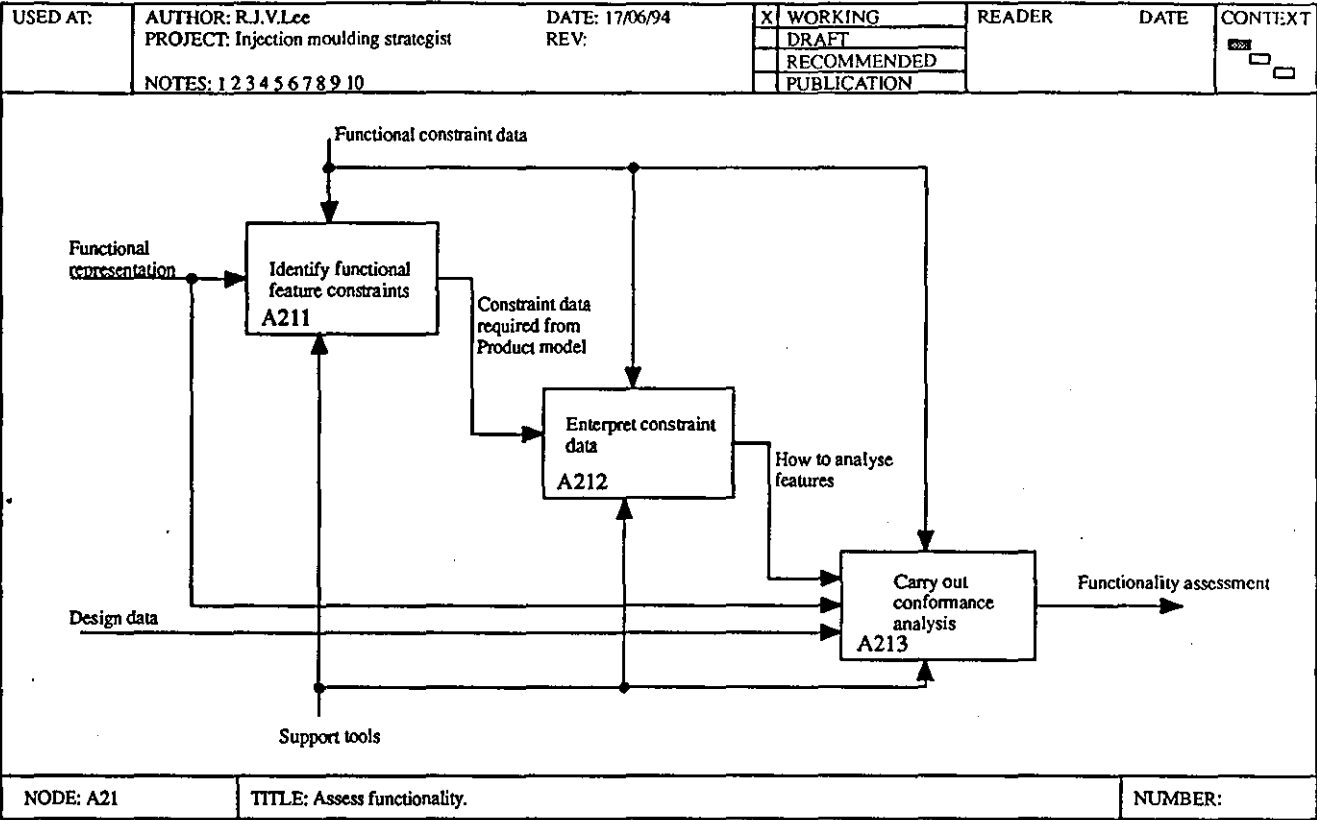 USED AT:
AUTHOR: R.J.V.Lee
DATE: 17/06/94
PROJECT: Injection moulding strategist
REV:
NOTES: 1 2 3 4 5 6 7 8 9 10
X WORKING
DRAFT
RECOMMENDED
PUBLICATION
READER
DATE
CONTEXT
Functional constraint data
Functional
representation
Identify functional
feature constraints
A211
Constraint data
required from
Product model
Enterpret constraint
data
A212
How to analyse
features
Carry out
conformance
analysis
A213
Functionality assessment
Design data
Support tools
NODE: A21
TITLE: Assess functionality.
NUMBER: